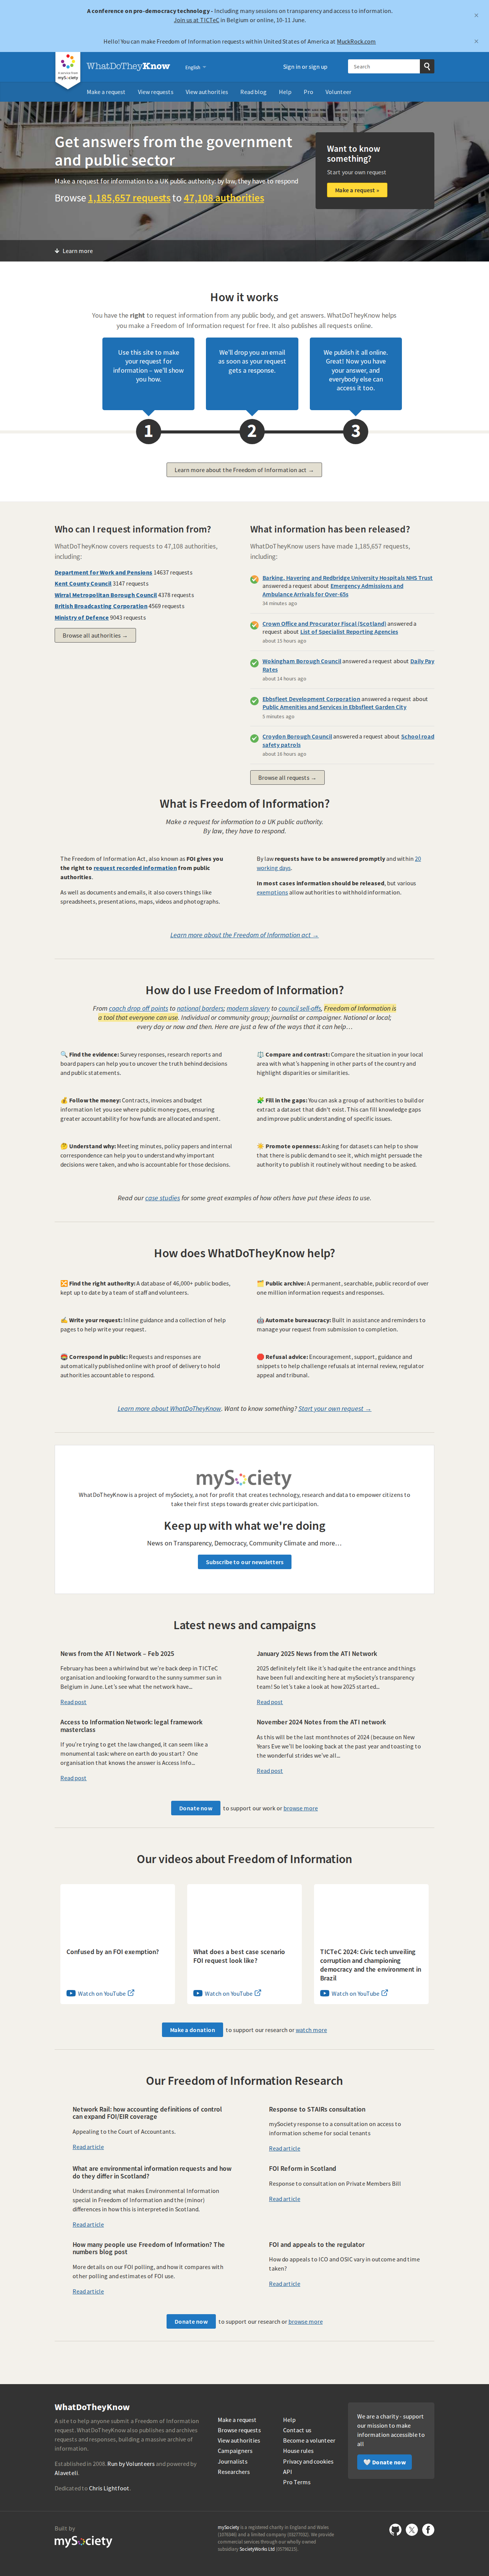 A conference on pro-democracy technology - Including many sessions on transparency and access to information.
Join us at TICTeC in Belgium or online, 10-11 June.
×
Hello! You can make Freedom of Information requests within United States of America at MuckRock.com
×
mySociety
WhatDoTheyKnow
English
Sign in or sign up
Search
Make a request
View requests
View authorities
Read blog
Help
Pro
Volunteer
Get answers from the government
and public sector
Make a request for information to a UK public authority: by law, they have to respond
Browse 1,185,657 requests to 47,108 authorities
Want to know
something?
Start your own request
Make a request »
Learn more
How it works
You have the right to request information from any public body, and get answers. WhatDoTheyKnow helps
you make a Freedom of Information request for free. It also publishes all requests online.
Use this site to make
your request for
information – we'll show
you how.
We'll drop you an email
as soon as your request
gets a response.
We publish it all online.
Great! Now you have
your answer, and
everybody else can
access it too.
1
2
3
Learn more about the Freedom of Information act →
Who can I request information from?
WhatDoTheyKnow covers requests to 47,108 authorities,
including:
Department for Work and Pensions 14637 requests
Kent County Council 3147 requests
Wirral Metropolitan Borough Council 4378 requests
British Broadcasting Corporation 4569 requests
Ministry of Defence 9043 requests
Browse all authorities →
What information has been released?
WhatDoTheyKnow users have made 1,185,657 requests,
including:
Barking, Havering and Redbridge University Hospitals NHS Trust
answered a request about Emergency Admissions and
Ambulance Arrivals for Over-65s
34 minutes ago
Crown Office and Procurator Fiscal (Scotland) answered a
request about List of Specialist Reporting Agencies
about 15 hours ago
Wokingham Borough Council answered a request about Daily Pay
Rates
about 14 hours ago
Ebbsfleet Development Corporation answered a request about
Public Amenities and Services in Ebbsfleet Garden City
5 minutes ago
Croydon Borough Council answered a request about School road
safety patrols
about 16 hours ago
Browse all requests →
What is Freedom of Information?
Make a request for information to a UK public authority.
By law, they have to respond.
The Freedom of Information Act, also known as FOI gives you
the right to request recorded information from public
authorities.
As well as documents and emails, it also covers things like
spreadsheets, presentations, maps, videos and photographs.
By law requests have to be answered promptly and within 20
working days.
In most cases information should be released, but various
exemptions allow authorities to withhold information.
Learn more about the Freedom of Information act →
How do I use Freedom of Information?
From coach drop off points to national borders; modern slavery to council sell-offs, Freedom of Information is
a tool that everyone can use. Individual or community group; journalist or campaigner. National or local;
every day or now and then. Here are just a few of the ways that it can help…
🔍 Find the evidence: Survey responses, research reports and
board papers can help you to uncover the truth behind decisions
and public statements.
⚖️ Compare and contrast: Compare the situation in your local
area with what's happening in other parts of the country and
highlight disparities or similarities.
💰 Follow the money: Contracts, invoices and budget
information let you see where public money goes, ensuring
greater accountability for how funds are allocated and spent.
🧩 Fill in the gaps: You can ask a group of authorities to build or
extract a dataset that didn't exist. This can fill knowledge gaps
and improve public understanding of specific issues.
🤔 Understand why: Meeting minutes, policy papers and internal
correspondence can help you to understand why important
decisions were taken, and who is accountable for those decisions.
☀️ Promote openness: Asking for datasets can help to show
that there is public demand to see it, which might persuade the
authority to publish it routinely without needing to be asked.
Read our case studies for some great examples of how others have put these ideas to use.
How does WhatDoTheyKnow help?
🔀 Find the right authority: A database of 46,000+ public bodies,
kept up to date by a team of staff and volunteers.
🗂️ Public archive: A permanent, searchable, public record of over
one million information requests and responses.
✍️ Write your request: Inline guidance and a collection of help
pages to help write your request.
🤖 Automate bureaucracy: Built in assistance and reminders to
manage your request from submission to completion.
Correspond in public: Requests and responses are
automatically published online with proof of delivery to hold
authorities accountable to respond.
🛑 Refusal advice: Encouragement, support, guidance and
snippets to help challenge refusals at internal review, regulator
appeal and tribunal.
Learn more about WhatDoTheyKnow. Want to know something? Start your own request →
mySociety
WhatDoTheyKnow is a project of mySociety, a not for profit that creates technology, research and data to empower citizens to
take their first steps towards greater civic participation.
Keep up with what we're doing
News on Transparency, Democracy, Community Climate and more…
Subscribe to our newsletters
Latest news and campaigns
News from the ATI Network – Feb 2025
February has been a whirlwind but we're back deep in TICTeC
organisation and looking forward to the sunny summer sun in
Belgium in June. Let's see what the network have...
Read post
January 2025 News from the ATI Network
2025 definitely felt like it's had quite the entrance and things
have been full and exciting here at mySociety's transparency
team! So let's take a look at how 2025 started...
Read post
Access to Information Network: legal framework
masterclass
If you're trying to get the law changed, it can seem like a
monumental task: where on earth do you start? One
organisation that knows the answer is Access Info...
Read post
November 2024 Notes from the ATI network
As this will be the last monthnotes of 2024 (because on New
Years Eve we'll be looking back at the past year and toasting to
the wonderful strides we've all...
Read post
Donate now to support our work or browse more
Our videos about Freedom of Information
Confused by an FOI exemption?
Watch on YouTube
What does a best case scenario
FOI request look like?
Watch on YouTube
TICTeC 2024: Civic tech unveiling
corruption and championing
democracy and the environment in
Brazil
Watch on YouTube
Make a donation to support our research or watch more
Our Freedom of Information Research
Network Rail: how accounting definitions of control
can expand FOI/EIR coverage
Appealing to the Court of Accountants.
Read article
Response to STAIRs consultation
mySociety response to a consultation on access to
information scheme for social tenants
Read article
What are environmental information requests and how
do they differ in Scotland?
Understanding what makes Environmental Information
special in Freedom of Information and the (minor)
differences in how this is interpreted in Scotland.
Read article
FOI Reform in Scotland
Response to consultation on Private Members Bill
Read article
How many people use Freedom of Information? The
numbers blog post
More details on our FOI polling, and how it compares with
other polling and estimates of FOI use.
Read article
FOI and appeals to the regulator
How do appeals to ICO and OSIC vary in outcome and time
taken?
Read article
Donate now to support our research or browse more
WhatDoTheyKnow
A site to help anyone submit a Freedom of Information
request. WhatDoTheyKnow also publishes and archives
requests and responses, building a massive archive of
information.
Established in 2008. Run by Volunteers and powered by
Alaveteli.
Dedicated to Chris Lightfoot.
Make a request
Browse requests
View authorities
Campaigners
Journalists
Researchers
Help
Contact us
Become a volunteer
House rules
Privacy and cookies
API
Pro Terms
We are a charity - support
our mission to make
information accessible to
all
🤍 Donate now
Built by
mySociety
mySociety is a registered charity in England and Wales
(1076346) and a limited company (03277032). We provide
commercial services through our wholly owned
subsidiary SocietyWorks Ltd (05798215).